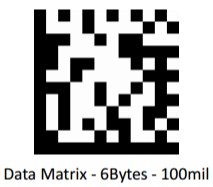 Data Matrix - 6Bytes - 100mil